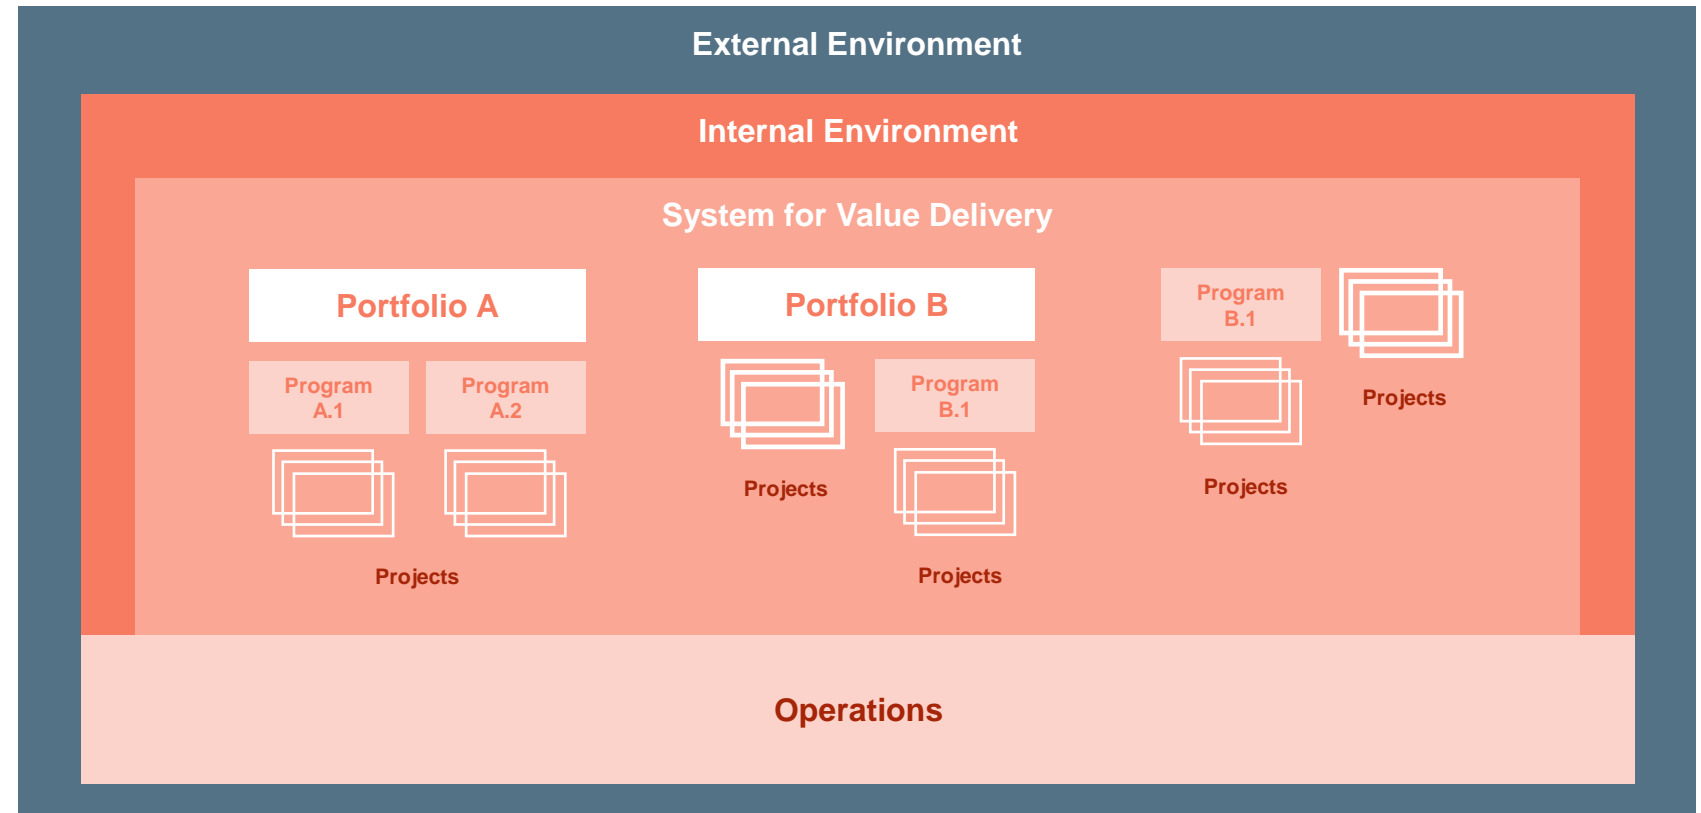 External Environment
Internal Environment
System for Value Delivery
Portfolio A
Program
A.1
Program
A.2
Projects
Portfolio B
Projects
Program
B.1
Projects
Program
B.1
Projects
Projects
Operations